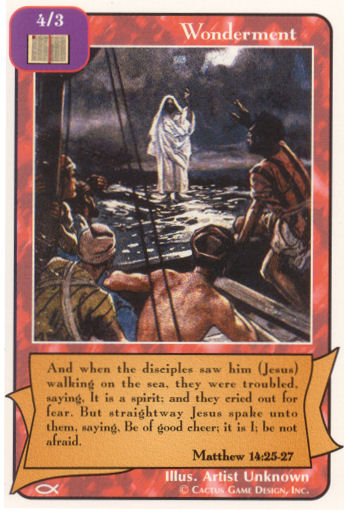 4/3
Wonderment
And when the disciples saw him (Jesus)
walking on the sea, they were troubled,
saying, It is a spirit; and they cried out for
fear. But straightway Jesus spake unto
them, saying, Be of good cheer; it is I; be not
afraid.
Matthew 14:25-27
Illus. Artist Unknown
© Cactus Game Design, Inc.